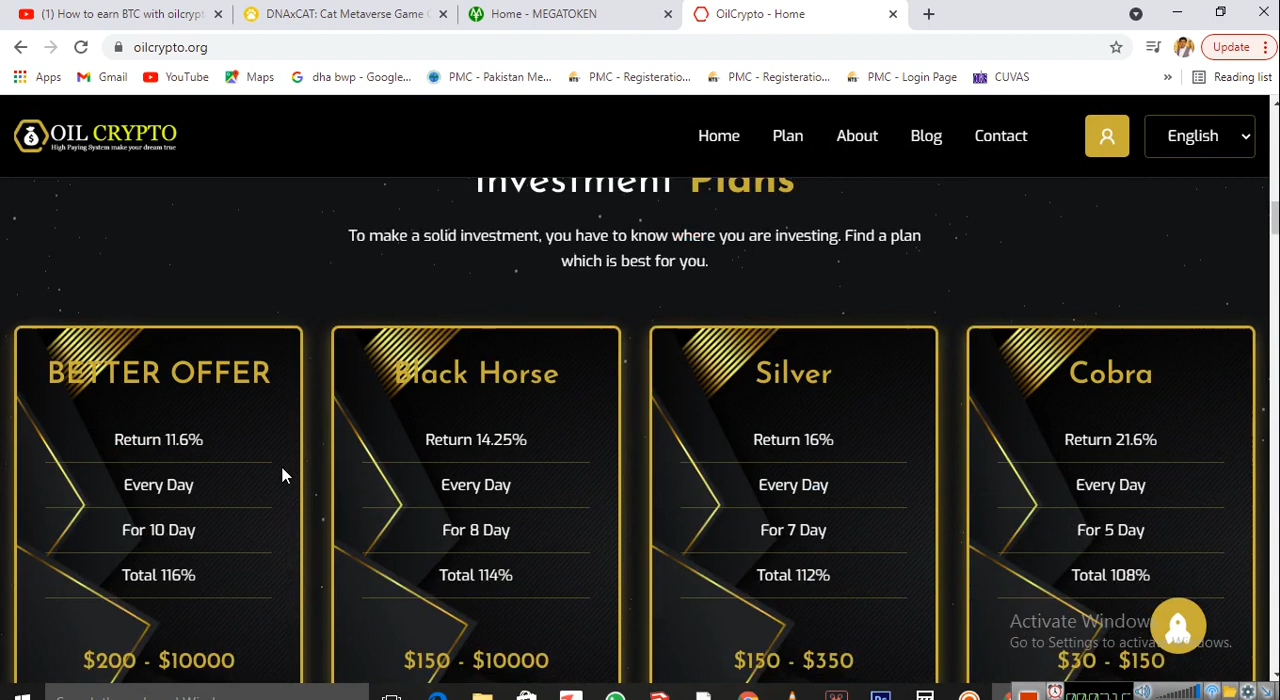 (1) How to earn BTC with oilcrypt
DNAxCAT: Cat Metaverse Game
Home - MEGATOKEN
OilCrypto - Home
oilcrypto.org
Update
Apps
Gmail
YouTube
Maps
dha bwp - Google...
PMC - Pakistan Me...
PMC - Registeratio...
PMC - Registeratio...
PMC - Login Page
CUVAS
»
Reading list
OIL CRYPTO
High Paying System make your dream true
Home
Plan
About
Blog
Contact
English
Investment Plans
To make a solid investment, you have to know where you are investing. Find a plan
which is best for you.
BETTER OFFER
Return 11.6%
Every Day
For 10 Day
Total 116%
$200 - $10000
Black Horse
Return 14.25%
Every Day
For 8 Day
Total 114%
$150 - $10000
Silver
Return 16%
Every Day
For 7 Day
Total 112%
$150 - $350
Cobra
Return 21.6%
Every Day
For 5 Day
Total 108%
$30 - $150
Activate Windows
Go to Settings to activate Windows.